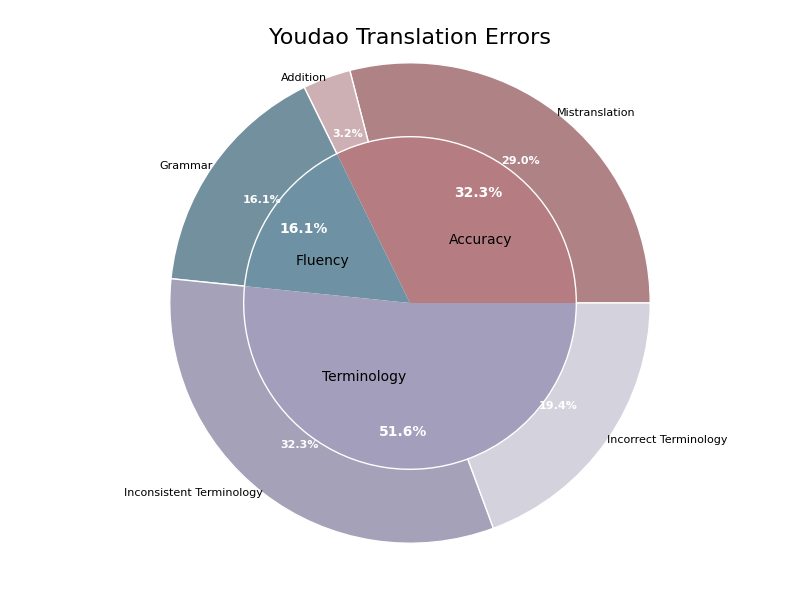 Youdao Translation Errors
Addition
Mistranslation
3.2%
29.0%
Grammar
32.3%
16.1%
16.1%
Accuracy
Fluency
Terminology
19.4%
51.6%
Incorrect Terminology
32.3%
Inconsistent Terminology